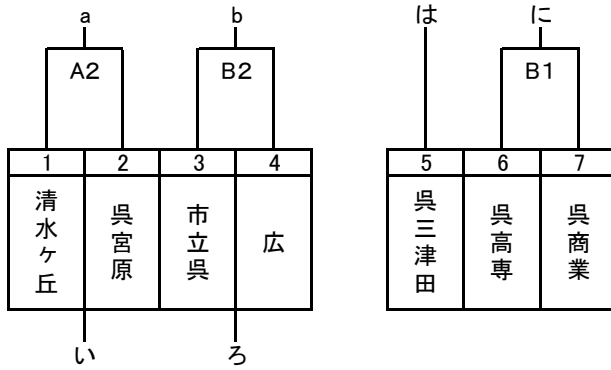 a b は に
A2 B2 B1
1 2 3 4 5 6 7
清水ヶ丘
呉宮原
市立呉
広
呉三津田
呉高専
呉商業
い ろ